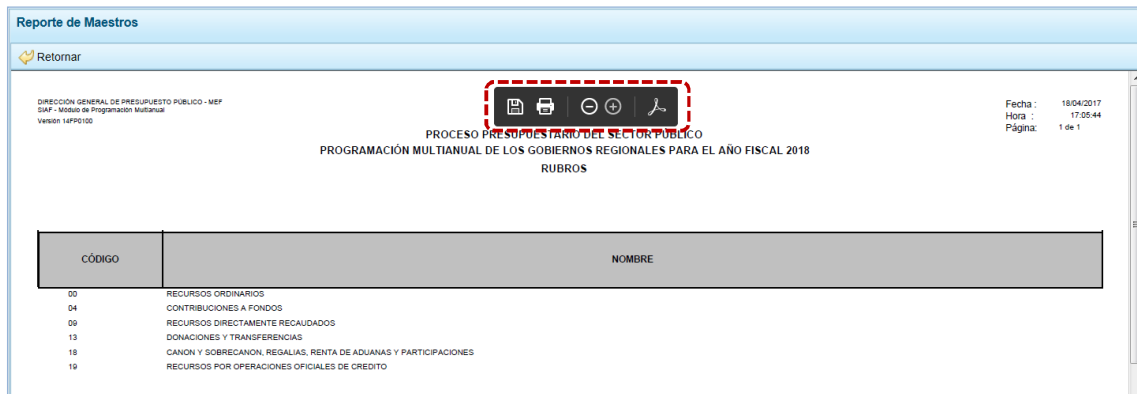 Reporte de Maestros
Retornar
DIRECCIÓN GENERAL DE PRESUPUESTO PÚBLICO - MEF
SIAF - Módulo de Programación Multianual
Versión 14FP0100
Fecha : 18/04/2017
Hora : 17:05:44
Página: 1 de 1
PROCESO PRESUPUESTARIO DEL SECTOR PÚBLICO
PROGRAMACIÓN MULTIANUAL DE LOS GOBIERNOS REGIONALES PARA EL AÑO FISCAL 2018
RUBROS
CÓDIGO NOMBRE
00 RECURSOS ORDINARIOS
04 CONTRIBUCIONES A FONDOS
09 RECURSOS DIRECTAMENTE RECAUDADOS
13 DONACIONES Y TRANSFERENCIAS
18 CANON Y SOBRECANON, REGALIAS, RENTA DE ADUANAS Y PARTICIPACIONES
19 RECURSOS POR OPERACIONES OFICIALES DE CREDITO